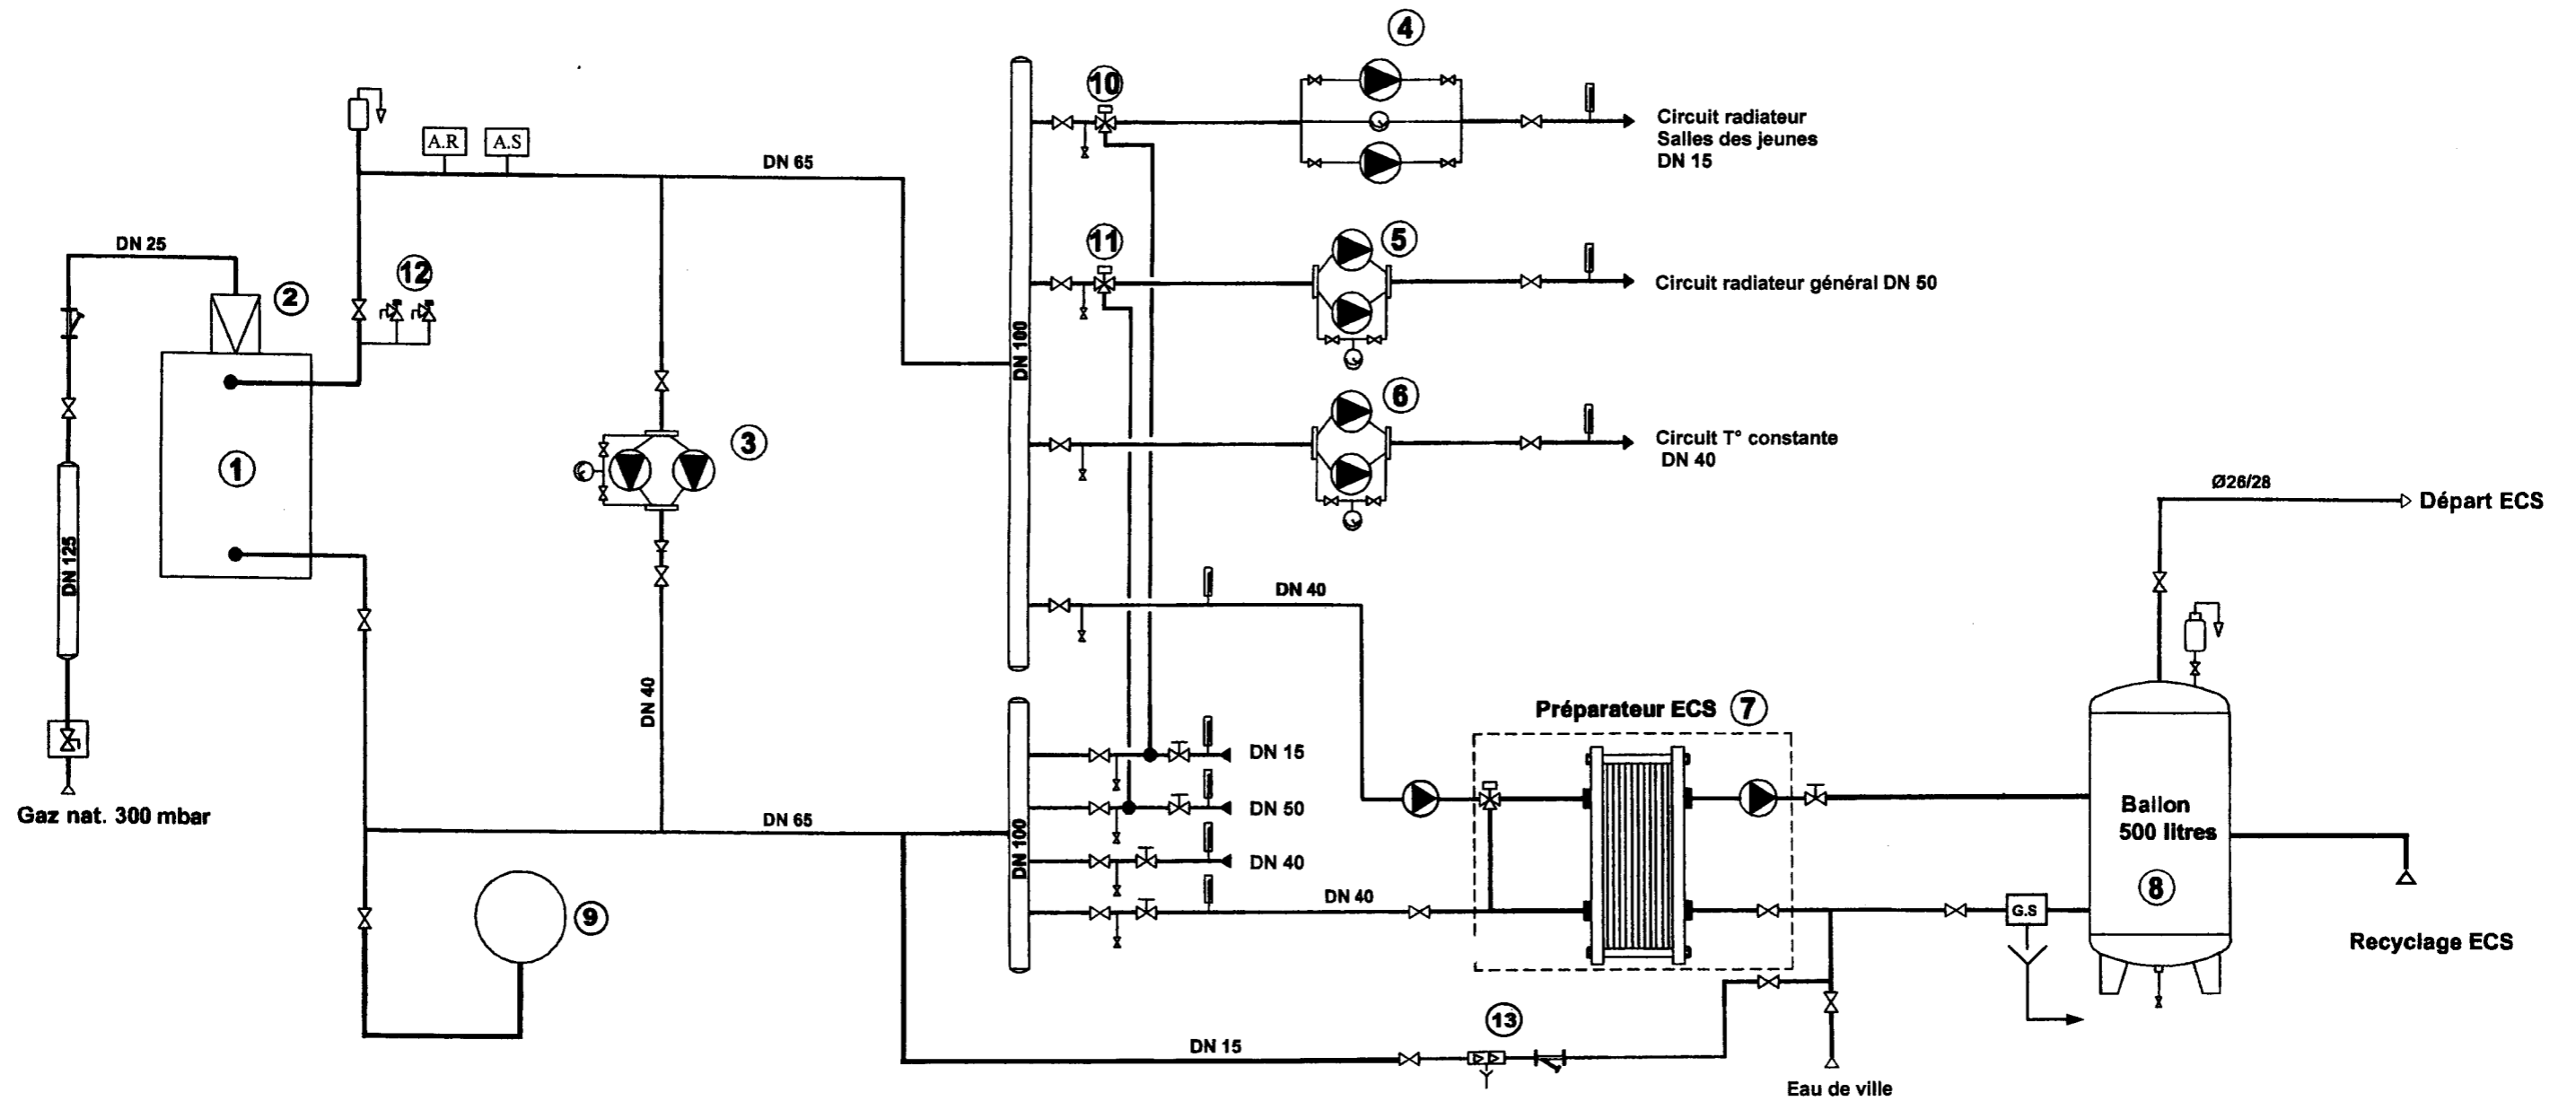 4
10
Circuit radiateur
Salles des jeunes
DN 15
A.R
A.S
DN 65
DN 25
2
12
11
5
Circuit radiateur général DN 50
DN 100
6
Circuit T° constante
DN 40
3
1
DN 125
Ø26/28
Départ ECS
DN 40
DN 40
Préparateur ECS
7
DN 15
DN 50
DN 40
DN 40
Gaz nat. 300 mbar
DN 65
DN 100
Ballon
500 litres
8
G.S
Recyclage ECS
9
13
DN 15
Eau de ville